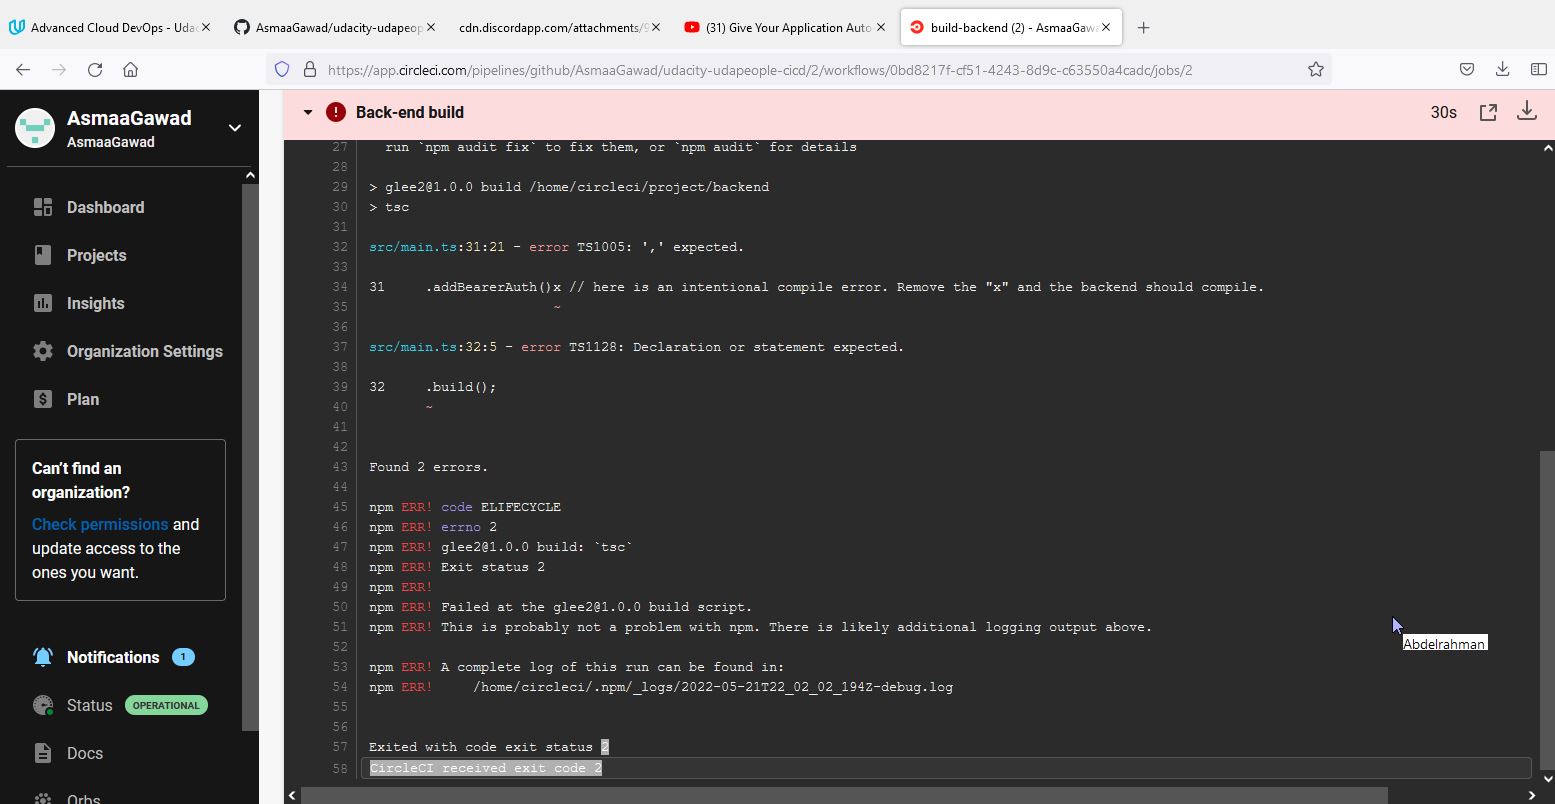 Advanced Cloud DevOps - Uda
AsmaaGawad/udacity-udapeop
cdn.discordapp.com/attachments/9
(31) Give Your Application Auto
build-backend (2) - AsmaaGawa
https://app.circleci.com/pipelines/github/AsmaaGawad/udacity-udapeople-cicd/2/workflows/0bd8217f-cf51-4243-8d9c-c63550a4cadc/jobs/2
AsmaaGawad
AsmaaGawad
Dashboard
Projects
Insights
Organization Settings
Plan
Can't find an
organization?
Check permissions and
update access to the
ones you want.
Notifications 1
Status OPERATIONAL
Docs
Orbs
Back-end build 30s
27 run `npm audit fix` to fix them, or `npm audit` for details
28
29 > glee2@1.0.0 build /home/circleci/project/backend
30 > tsc
31
32 src/main.ts:31:21 - error TS1005: ',' expected.
33
34 31     .addBearerAuth()x // here is an intentional compile error. Remove the "x" and the backend should compile.
35 ~
36
37 src/main.ts:32:5 - error TS1128: Declaration or statement expected.
38
39 32     .build();
40 ~
41
42
43 Found 2 errors.
44
45 npm ERR! code ELIFECYCLE
46 npm ERR! errno 2
47 npm ERR! glee2@1.0.0 build: `tsc`
48 npm ERR! Exit status 2
49 npm ERR!
50 npm ERR! Failed at the glee2@1.0.0 build script.
51 npm ERR! This is probably not a problem with npm. There is likely additional logging output above.
52
53 npm ERR! A complete log of this run can be found in:
54 npm ERR!     /home/circleci/.npm/_logs/2022-05-21T22_02_02_194Z-debug.log
55
56
57 Exited with code exit status 2
58 CircleCI received exit code 2
Abdelrahman